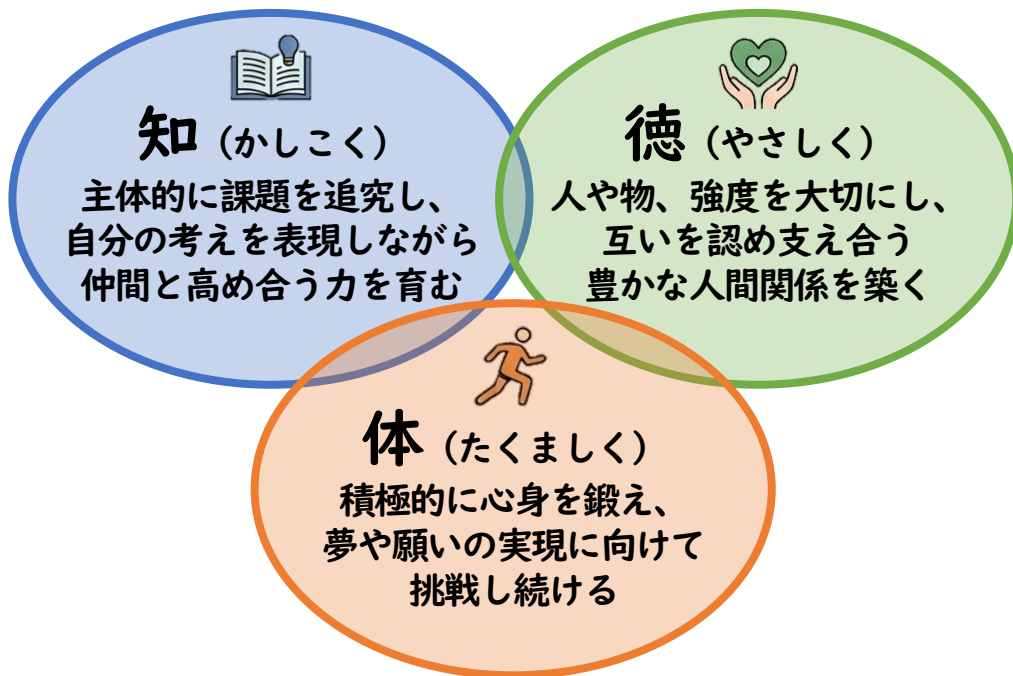 知（かしこく）
主体的に課題を追究し、
自分の考えを表現しながら
仲間と高め合う力を育む
徳（やさしく）
人や物、強度を大切にし、
互いを認め支え合う
豊かな人間関係を築く
体（たくましく）
積極的に心身を鍛え、
夢や願いの実現に向けて
挑戦し続ける